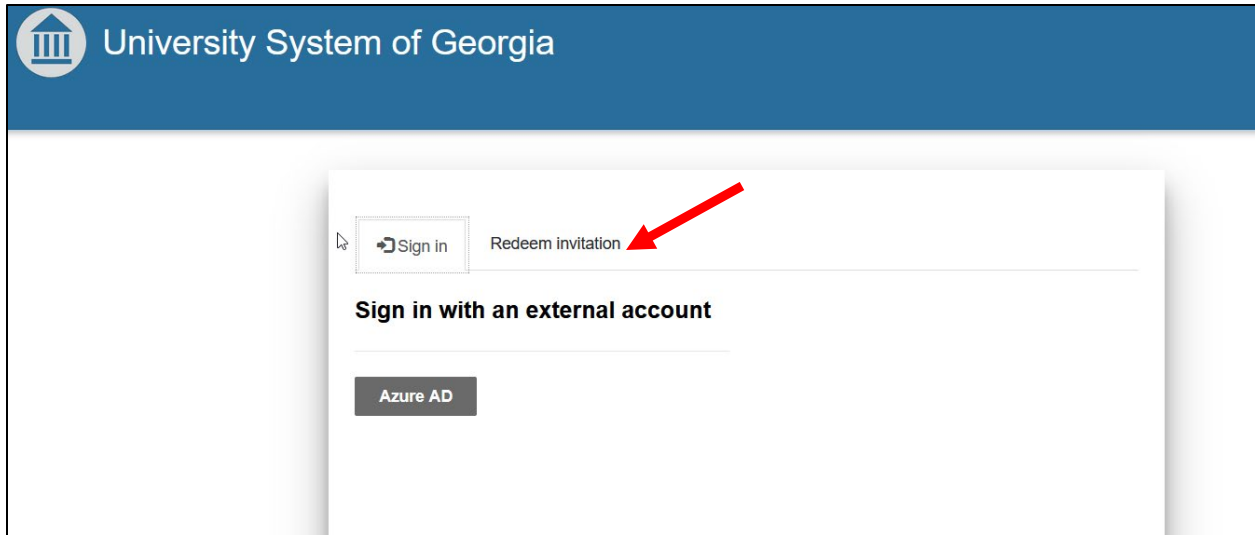 University System of Georgia
Sign in
Redeem invitation
Sign in with an external account
Azure AD